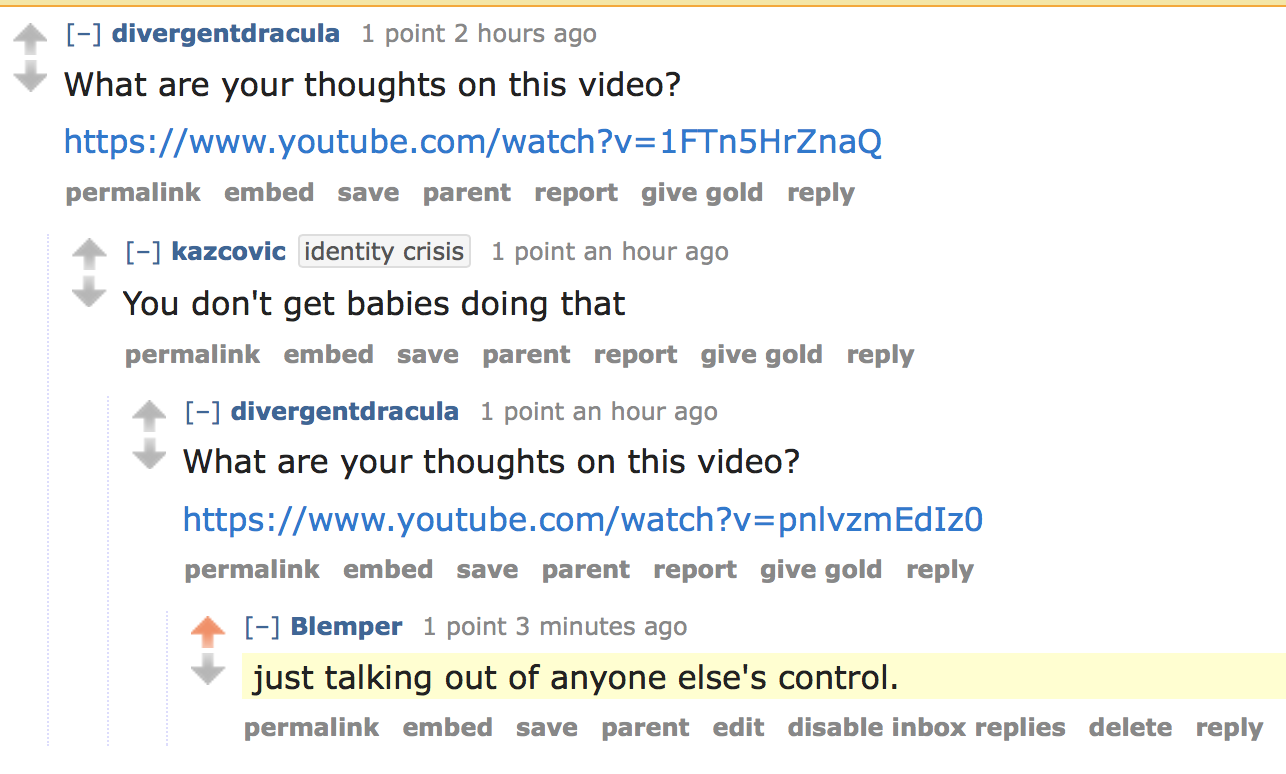 [–] divergentdracula 1 point 2 hours ago
What are your thoughts on this video?
https://www.youtube.com/watch?v=1FTn5HrZnaQ
permalink embed save parent report give gold reply
[–] kazcovic identity crisis 1 point an hour ago
You don't get babies doing that
permalink embed save parent report give gold reply
[–] divergentdracula 1 point an hour ago
What are your thoughts on this video?
https://www.youtube.com/watch?v=pnlvzmEdIz0
permalink embed save parent report give gold reply
[–] Blemper 1 point 3 minutes ago
just talking out of anyone else's control.
permalink embed save parent edit disable inbox replies delete reply